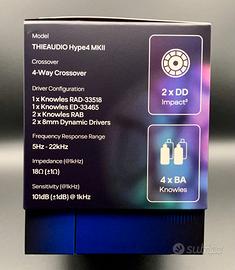 Model
THIEAUDIO Hype4 MKII
Crossover
4-Way Crossover
Driver Configuration
1 x Knowles RAD-33518
1 x Knowles ED-33465
2 x Knowles RAB
2 x 8mm Dynamic Drivers
Frequency Response Range
5Hz - 22kHz
Impedance (@1kHz)
18Ω (±1Ω)
Sensitivity (@1kHz)
101dB (±1dB) @ 1kHz
2 x DD
Impact²
4 x BA
Knowles
subito